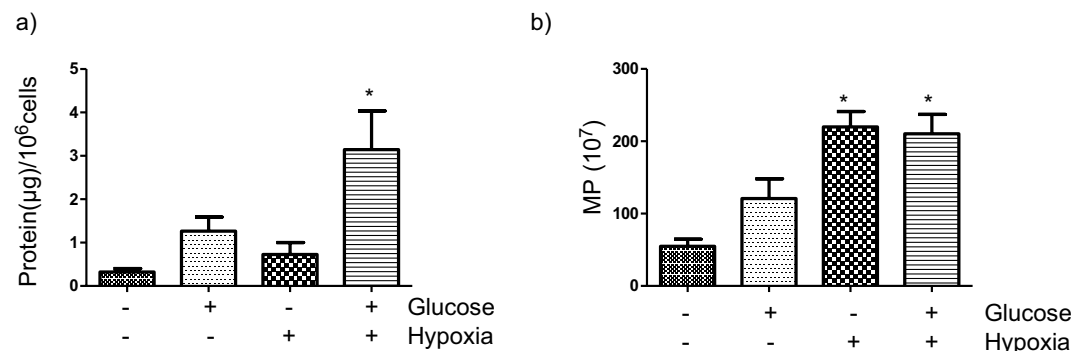 a)
Protein(µg)/10⁶cells
5
4
3
2
1
0
*
- + - + Glucose
- - + + Hypoxia
b)
MP (10⁷)
300
200
100
0
* *
- + - + Glucose
- - + + Hypoxia